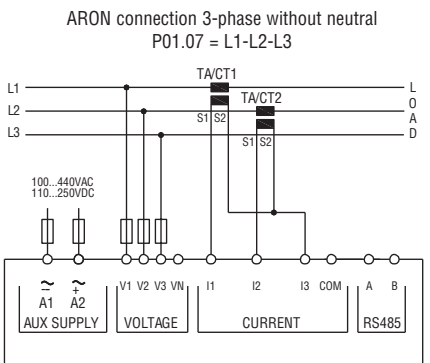 ARON connection 3-phase without neutral
P01.07 = L1-L2-L3
TA/CT1
L1 L
TA/CT2
L2 O
S1 S2 A
L3 D
S1 S2
100...440VAC
110...250VDC
V1 V2 V3 VN I1 I2 I3 COM A B
A1 A2
AUX SUPPLY VOLTAGE CURRENT RS485